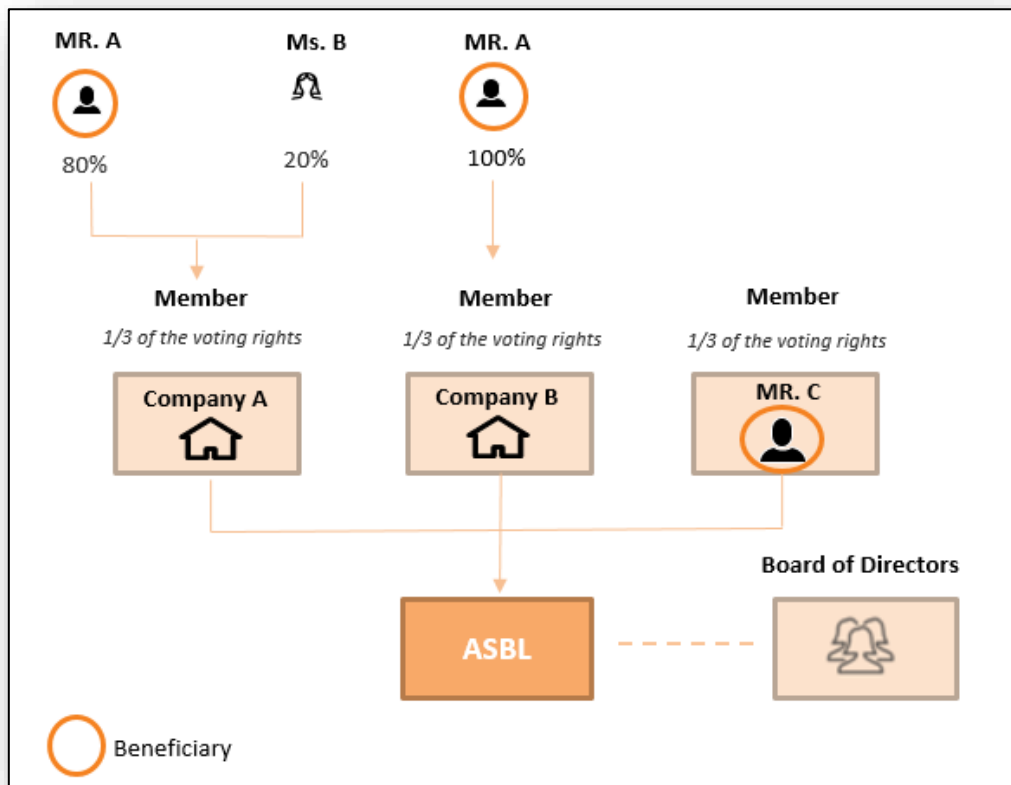 MR. A
Ms. B
MR. A
80%
20%
100%
Member
Member
Member
1/3 of the voting rights
1/3 of the voting rights
1/3 of the voting rights
Company A
Company B
MR. C
Board of Directors
ASBL
Beneficiary